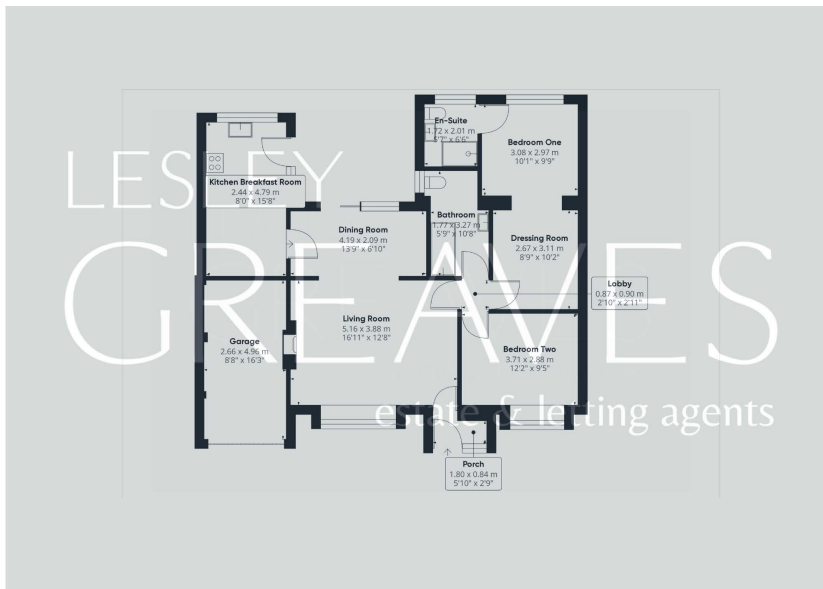 LESLEY
GREAVES
estate & letting agents
En-Suite
1.72 x 2.01 m
5'7" x 6'6"
Bedroom One
3.08 x 2.97 m
10'1" x 9'9"
Kitchen Breakfast Room
2.44 x 4.79 m
8'0" x 15'8"
Bathroom
1.77 x 3.27 m
5'9" x 10'8"
Dining Room
4.19 x 2.09 m
13'9" x 6'10"
Dressing Room
2.67 x 3.11 m
8'9" x 10'2"
Lobby
0.87 x 0.90 m
2'10" x 2'11"
Living Room
5.16 x 3.88 m
16'11" x 12'8"
Garage
2.66 x 4.96 m
8'8" x 16'3"
Bedroom Two
3.71 x 2.88 m
12'2" x 9'5"
Porch
1.80 x 0.84 m
5'10" x 2'9"